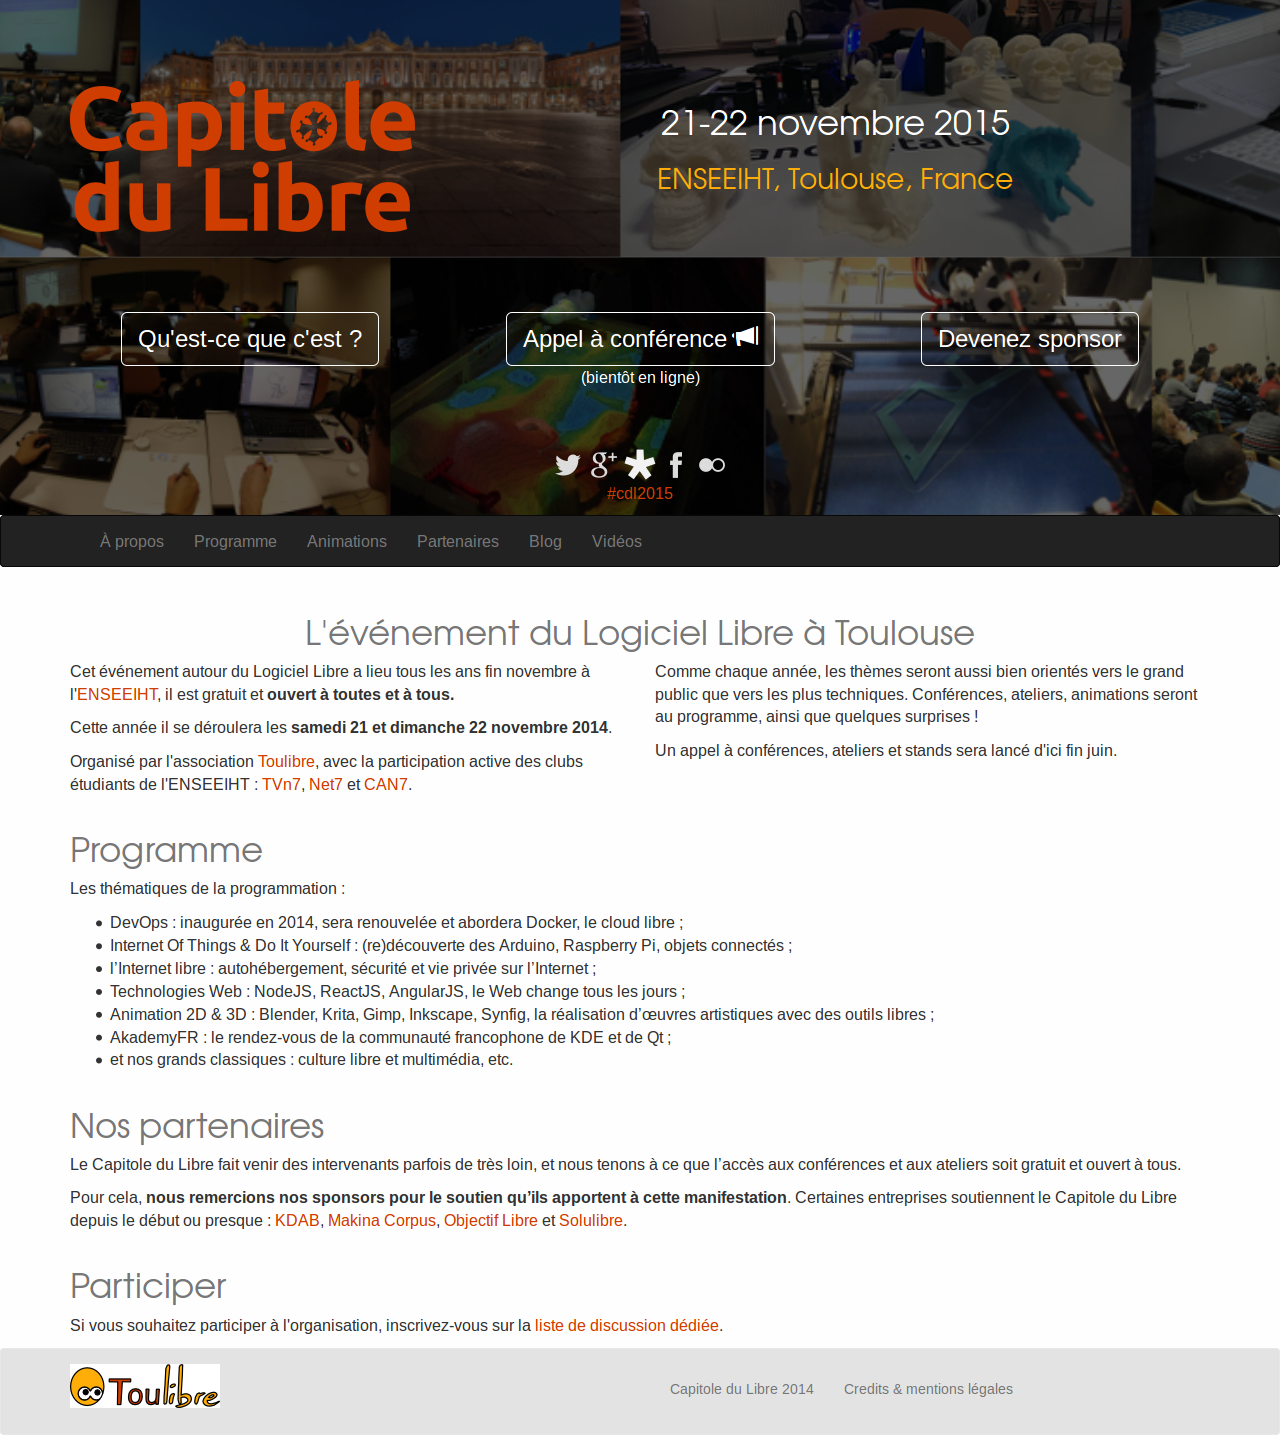 Capitole
du Libre
21-22 novembre 2015
ENSEEIHT, Toulouse, France
Qu'est-ce que c'est ?
Appel à conférence
(bientôt en ligne)
Devenez sponsor
#cdl2015
À propos Programme Animations Partenaires Blog Vidéos
L'événement du Logiciel Libre à Toulouse
Cet événement autour du Logiciel Libre a lieu tous les ans fin novembre à
l'ENSEEIHT, il est gratuit et ouvert à toutes et à tous.
Cette année il se déroulera les samedi 21 et dimanche 22 novembre 2014.
Organisé par l'association Toulibre, avec la participation active des clubs
étudiants de l'ENSEEIHT : TVn7, Net7 et CAN7.
Comme chaque année, les thèmes seront aussi bien orientés vers le grand
public que vers les plus techniques. Conférences, ateliers, animations seront
au programme, ainsi que quelques surprises !
Un appel à conférences, ateliers et stands sera lancé d'ici fin juin.
Programme
Les thématiques de la programmation :
• DevOps : inaugurée en 2014, sera renouvelée et abordera Docker, le cloud libre ;
• Internet Of Things & Do It Yourself : (re)découverte des Arduino, Raspberry Pi, objets connectés ;
• l’Internet libre : autohébergement, sécurité et vie privée sur l’Internet ;
• Technologies Web : NodeJS, ReactJS, AngularJS, le Web change tous les jours ;
• Animation 2D & 3D : Blender, Krita, Gimp, Inkscape, Synfig, la réalisation d’œuvres artistiques avec des outils libres ;
• AkademyFR : le rendez-vous de la communauté francophone de KDE et de Qt ;
• et nos grands classiques : culture libre et multimédia, etc.
Nos partenaires
Le Capitole du Libre fait venir des intervenants parfois de très loin, et nous tenons à ce que l’accès aux conférences et aux ateliers soit gratuit et ouvert à tous.
Pour cela, nous remercions nos sponsors pour le soutien qu’ils apportent à cette manifestation. Certaines entreprises soutiennent le Capitole du Libre
depuis le début ou presque : KDAB, Makina Corpus, Objectif Libre et Solulibre.
Participer
Si vous souhaitez participer à l'organisation, inscrivez-vous sur la liste de discussion dédiée.
Toulibre
Capitole du Libre 2014 Credits & mentions légales